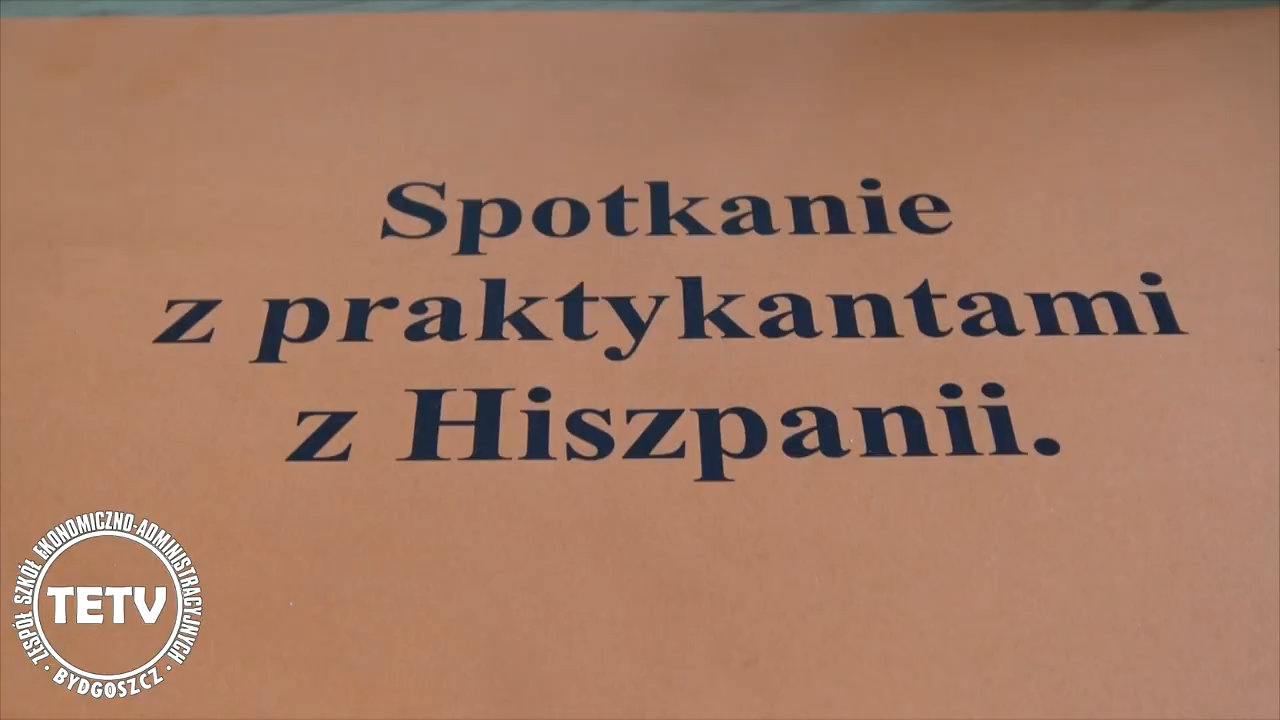 Spotkanie
z praktykantami
z Hiszpanii.
ZESPÓŁ SZKÓŁ EKONOMICZNO-ADMINISTRACYJNYCH
TETV
• BYDGOSZCZ •